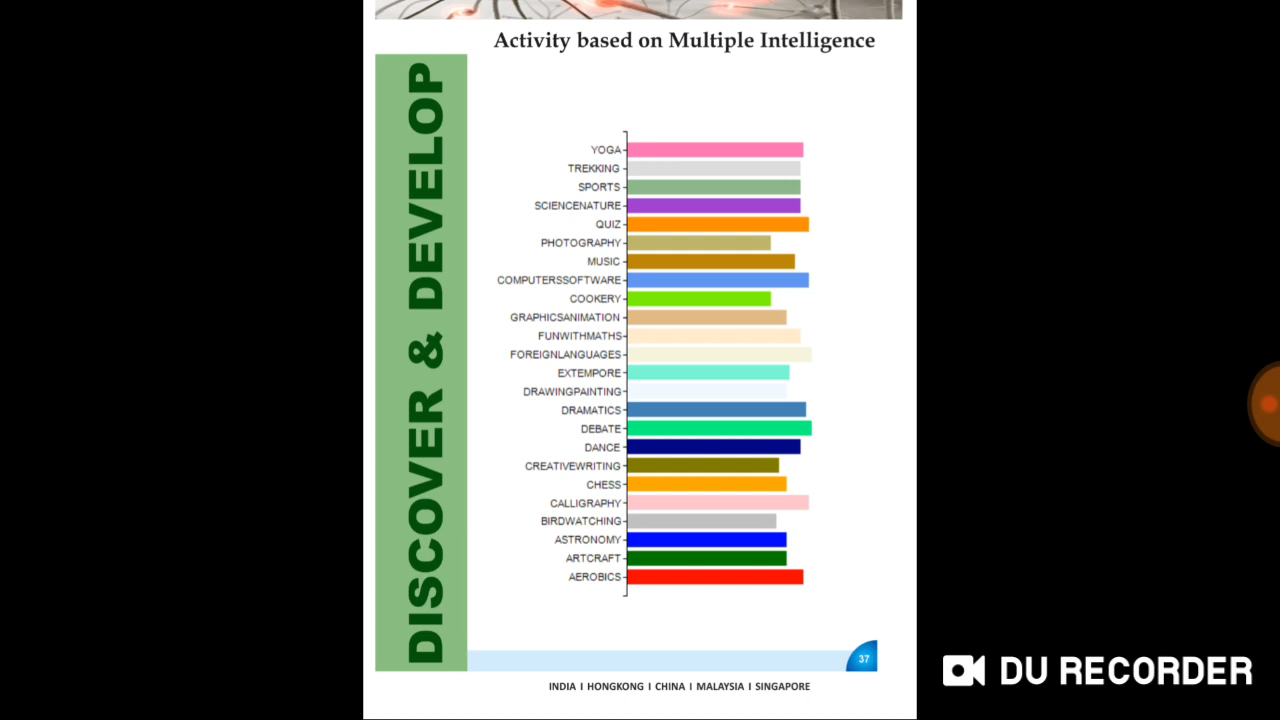 Activity based on Multiple Intelligence
DISCOVER & DEVELOP
YOGA
TREKKING
SPORTS
SCIENCENATURE
QUIZ
PHOTOGRAPHY
MUSIC
COMPUTERSSOFTWARE
COOKERY
GRAPHICSANIMATION
FUNWITHMATHS
FOREIGNLANGUAGES
EXTEMPORE
DRAWINGPAINTING
DRAMATICS
DEBATE
DANCE
CREATIVEWRITING
CHESS
CALLIGRAPHY
BIRDWATCHING
ASTRONOMY
ARTCRAFT
AEROBICS
37
INDIA I HONGKONG I CHINA I MALAYSIA I SINGAPORE
DU RECORDER